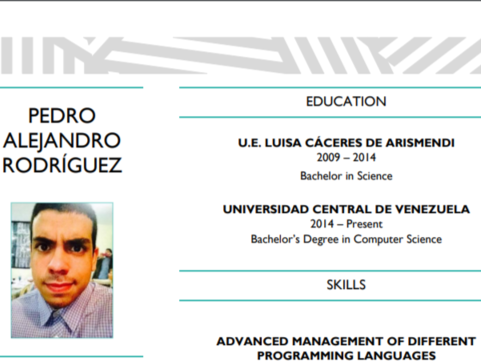 PEDRO
ALEJANDRO
RODRÍGUEZ
EDUCATION
U.E. LUISA CÁCERES DE ARISMENDI
2009 – 2014
Bachelor in Science
UNIVERSIDAD CENTRAL DE VENEZUELA
2014 – Present
Bachelor's Degree in Computer Science
SKILLS
ADVANCED MANAGEMENT OF DIFFERENT
PROGRAMMING LANGUAGES